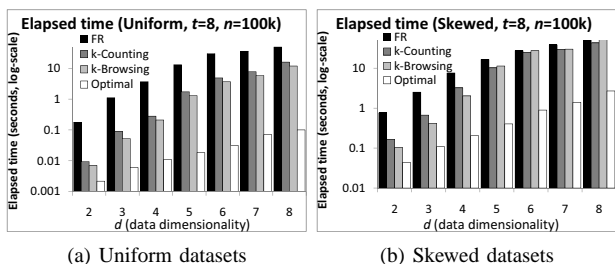 Elapsed time (Uniform, t=8, n=100k)
Elapsed time (seconds, log-scale)
FR
k-Counting
k-Browsing
Optimal
10
1
0.1
0.01
0.001
2 3 4 5 6 7 8
d (data dimensionality)
(a) Uniform datasets
Elapsed time (Skewed, t=8, n=100k)
Elapsed time (seconds, log-scale)
FR
k-Counting
k-Browsing
Optimal
10
1
0.1
0.01
2 3 4 5 6 7 8
d (data dimensionality)
(b) Skewed datasets